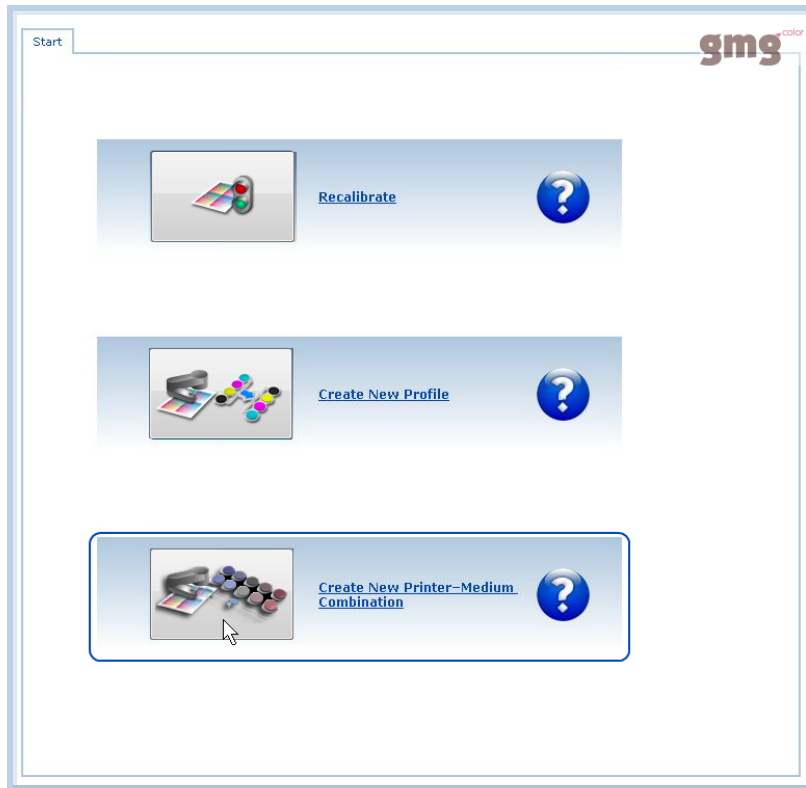 Start
gmg color
Recalibrate
?
Create New Profile
?
Create New Printer-Medium
Combination
?